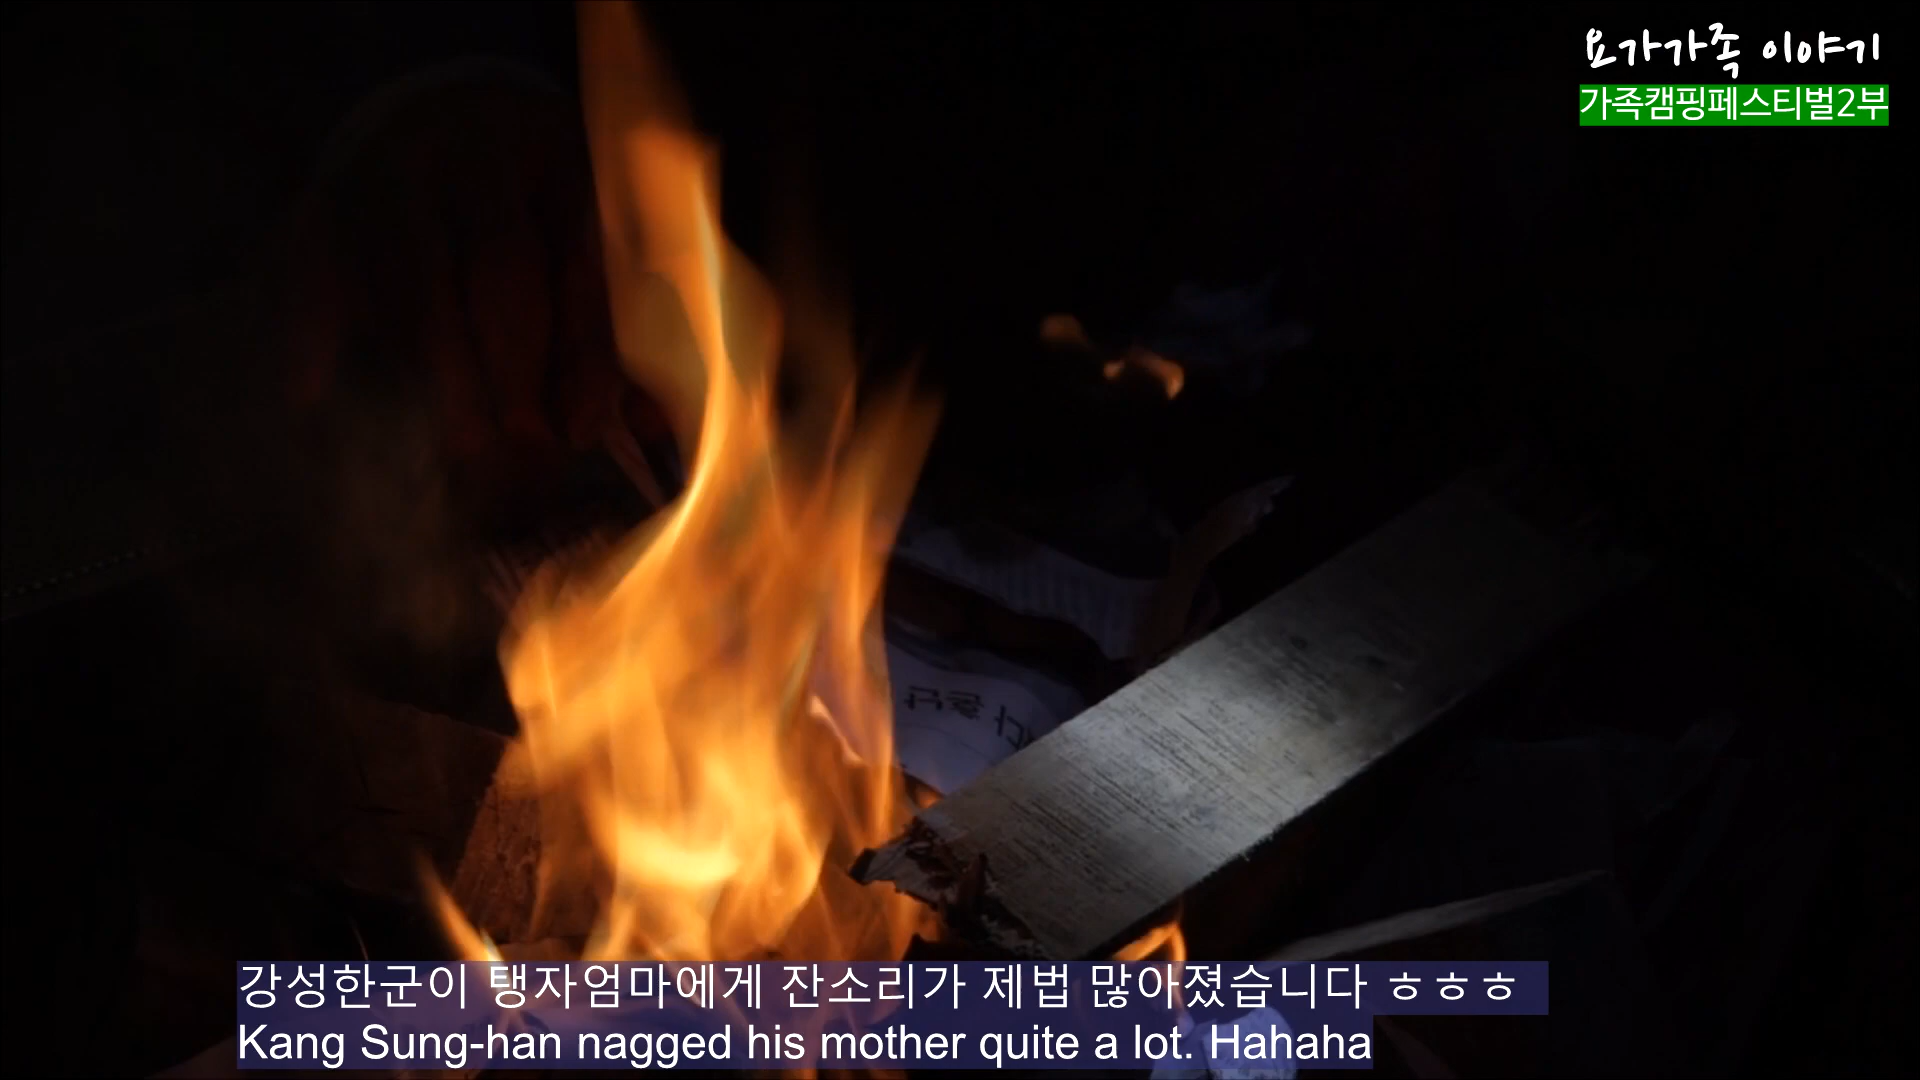 요가가족 이야기
가족캠핑페스티벌2부
강성한군이 탱자엄마에게 잔소리가 제법 많아졌습니다 ㅎㅎㅎ
Kang Sung-han nagged his mother quite a lot. Hahaha